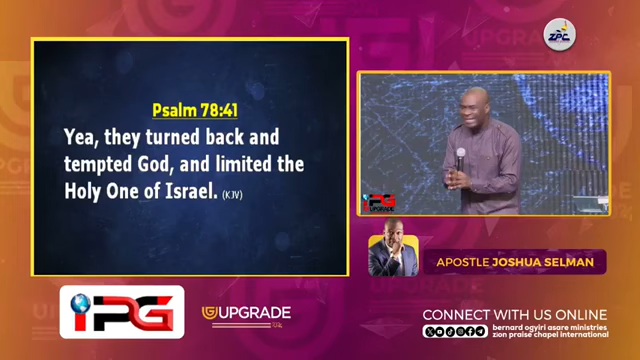 ZPC
Psalm 78:41
Yea, they turned back and
tempted God, and limited the
Holy One of Israel. (KJV)
iPG
UPGRADE
APOSTLE JOSHUA SELMAN
iPG
UPGRADE
CONNECT WITH US ONLINE
bernard ogyiri asare ministries
zion praise chapel international